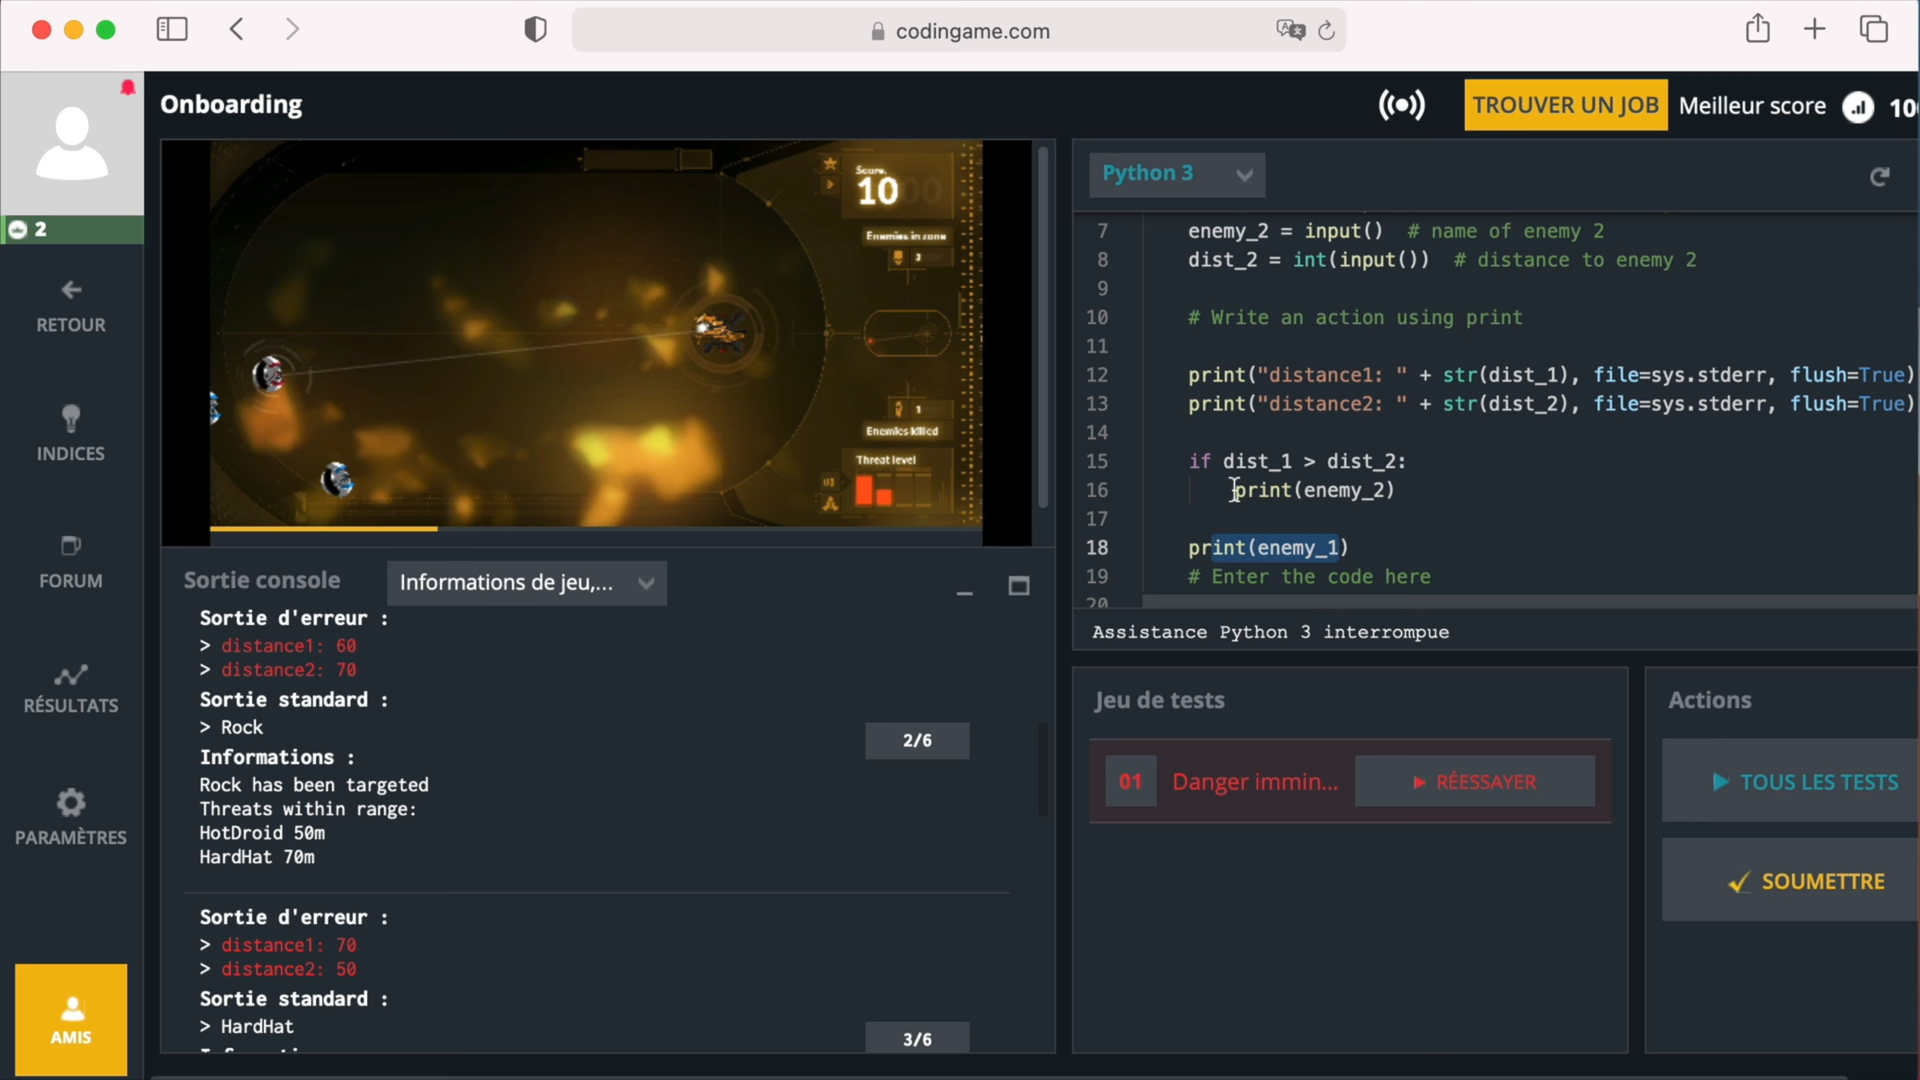 codingame.com
Onboarding
TROUVER UN JOB
Meilleur score
10
2
RETOUR
INDICES
FORUM
RÉSULTATS
PARAMÈTRES
AMIS
Score.
1000
Enemies in zone
Enemies killed
1
Threat level
01
Sortie console
Informations de jeu,...
Sortie d'erreur :
> distance1: 60
> distance2: 70
Sortie standard :
> Rock
Informations :
Rock has been targeted
Threats within range:
HotDroid 50m
HardHat 70m
2/6
Sortie d'erreur :
> distance1: 70
> distance2: 50
Sortie standard :
> HardHat
3/6
Python 3
7 enemy_2 = input()  # name of enemy 2
8 dist_2 = int(input())  # distance to enemy 2
9
10 # Write an action using print
11
12 print("distance1: " + str(dist_1), file=sys.stderr, flush=True)
13 print("distance2: " + str(dist_2), file=sys.stderr, flush=True)
14
15 if dist_1 > dist_2:
16 print(enemy_2)
17
18 print(enemy_1)
19 # Enter the code here
20
Assistance Python 3 interrompue
Jeu de tests
01 Danger immin...
RÉESSAYER
Actions
TOUS LES TESTS
SOUMETTRE